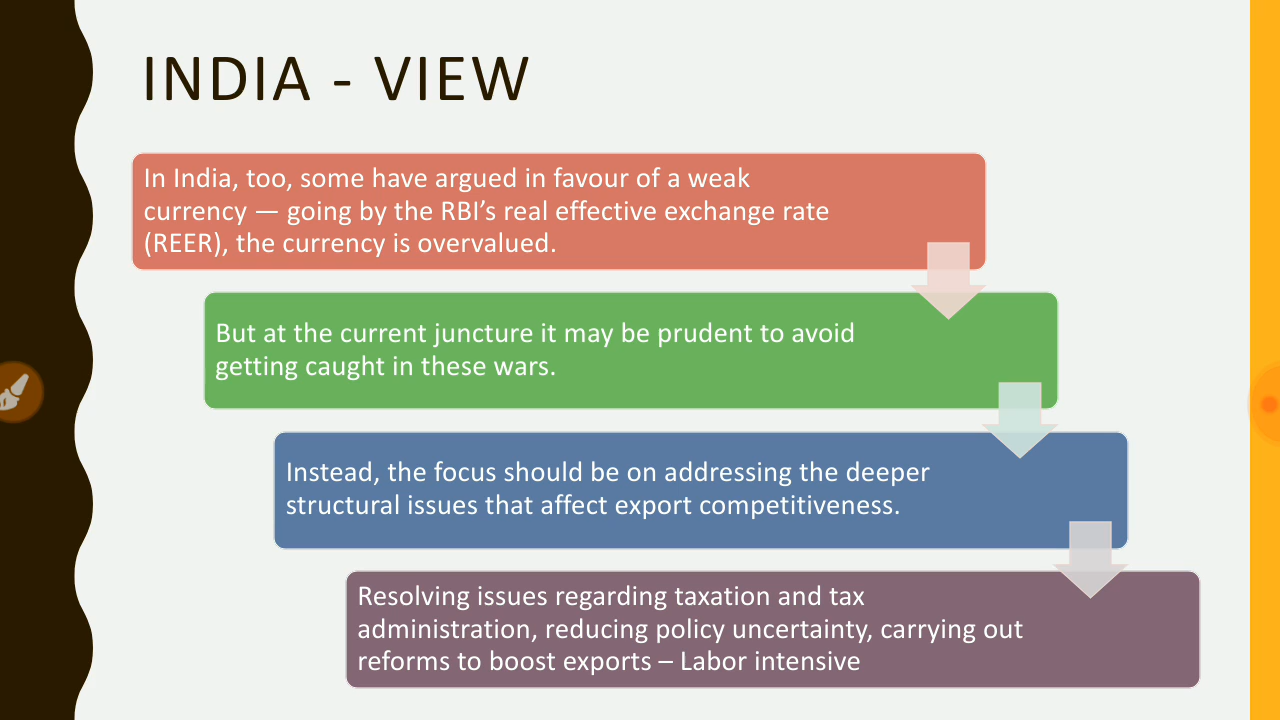 INDIA - VIEW
In India, too, some have argued in favour of a weak
currency — going by the RBI’s real effective exchange rate
(REER), the currency is overvalued.
But at the current juncture it may be prudent to avoid
getting caught in these wars.
Instead, the focus should be on addressing the deeper
structural issues that affect export competitiveness.
Resolving issues regarding taxation and tax
administration, reducing policy uncertainty, carrying out
reforms to boost exports – Labor intensive